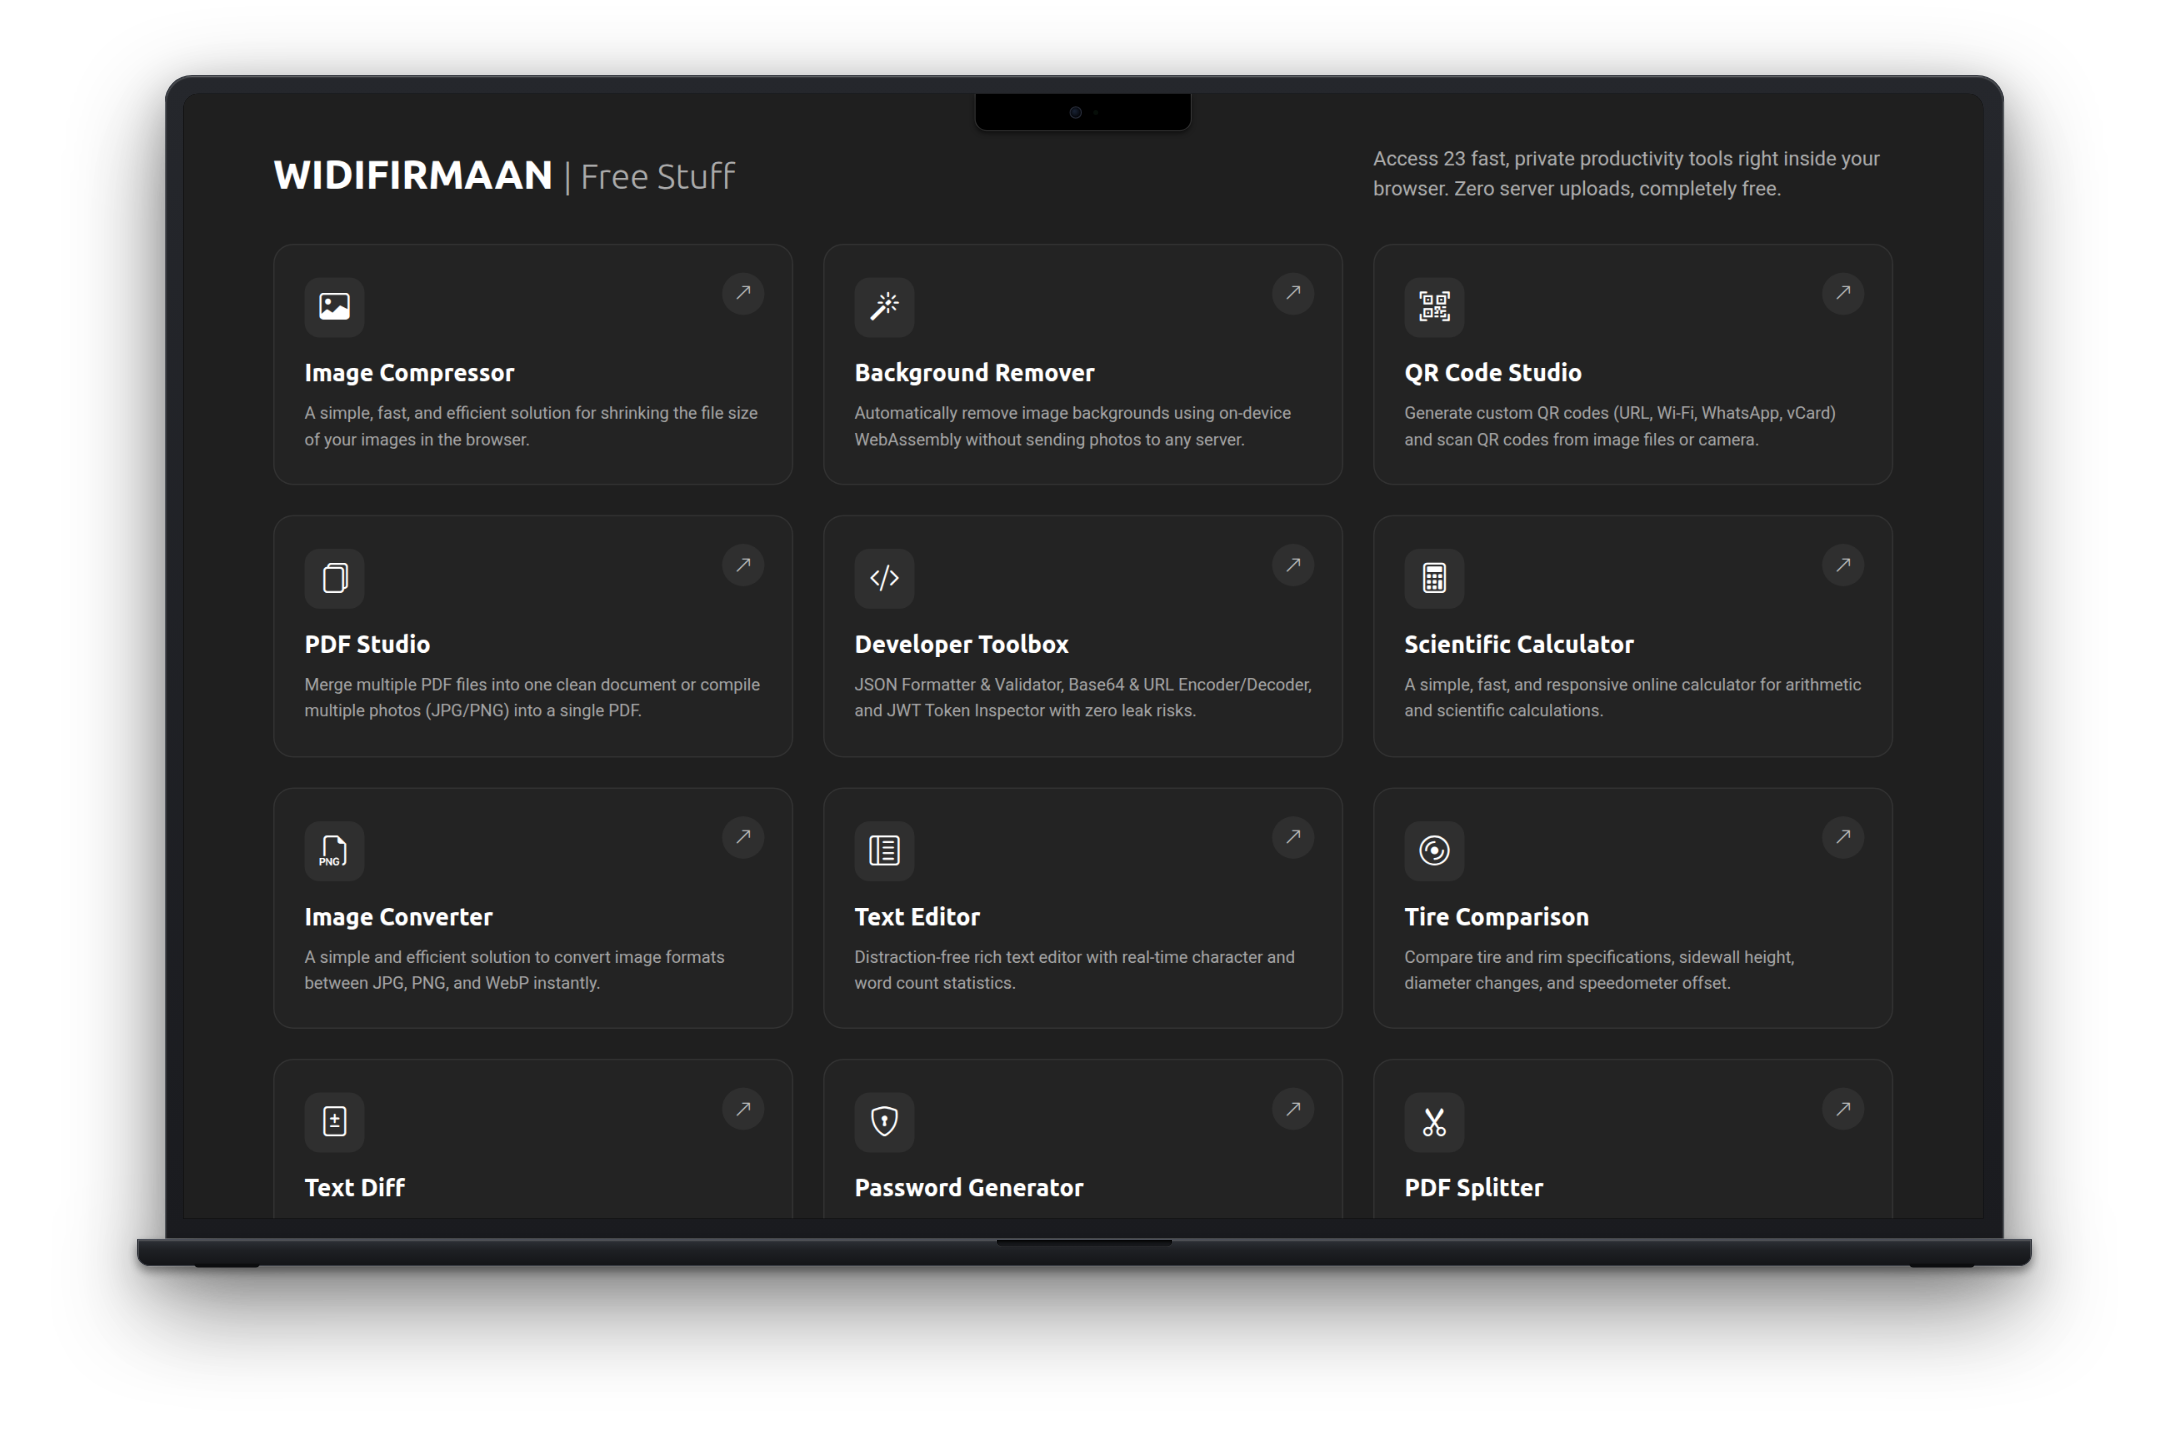 WIDIFIRMAAN | Free Stuff
Access 23 fast, private productivity tools right inside your
browser. Zero server uploads, completely free.
Image Compressor
A simple, fast, and efficient solution for shrinking the file size
of your images in the browser.
Background Remover
Automatically remove image backgrounds using on-device
WebAssembly without sending photos to any server.
QR Code Studio
Generate custom QR codes (URL, Wi-Fi, WhatsApp, vCard)
and scan QR codes from image files or camera.
PDF Studio
Merge multiple PDF files into one clean document or compile
multiple photos (JPG/PNG) into a single PDF.
Developer Toolbox
JSON Formatter & Validator, Base64 & URL Encoder/Decoder,
and JWT Token Inspector with zero leak risks.
Scientific Calculator
A simple, fast, and responsive online calculator for arithmetic
and scientific calculations.
PNG
Image Converter
A simple and efficient solution to convert image formats
between JPG, PNG, and WebP instantly.
Text Editor
Distraction-free rich text editor with real-time character and
word count statistics.
Tire Comparison
Compare tire and rim specifications, sidewall height,
diameter changes, and speedometer offset.
Text Diff
Password Generator
PDF Splitter